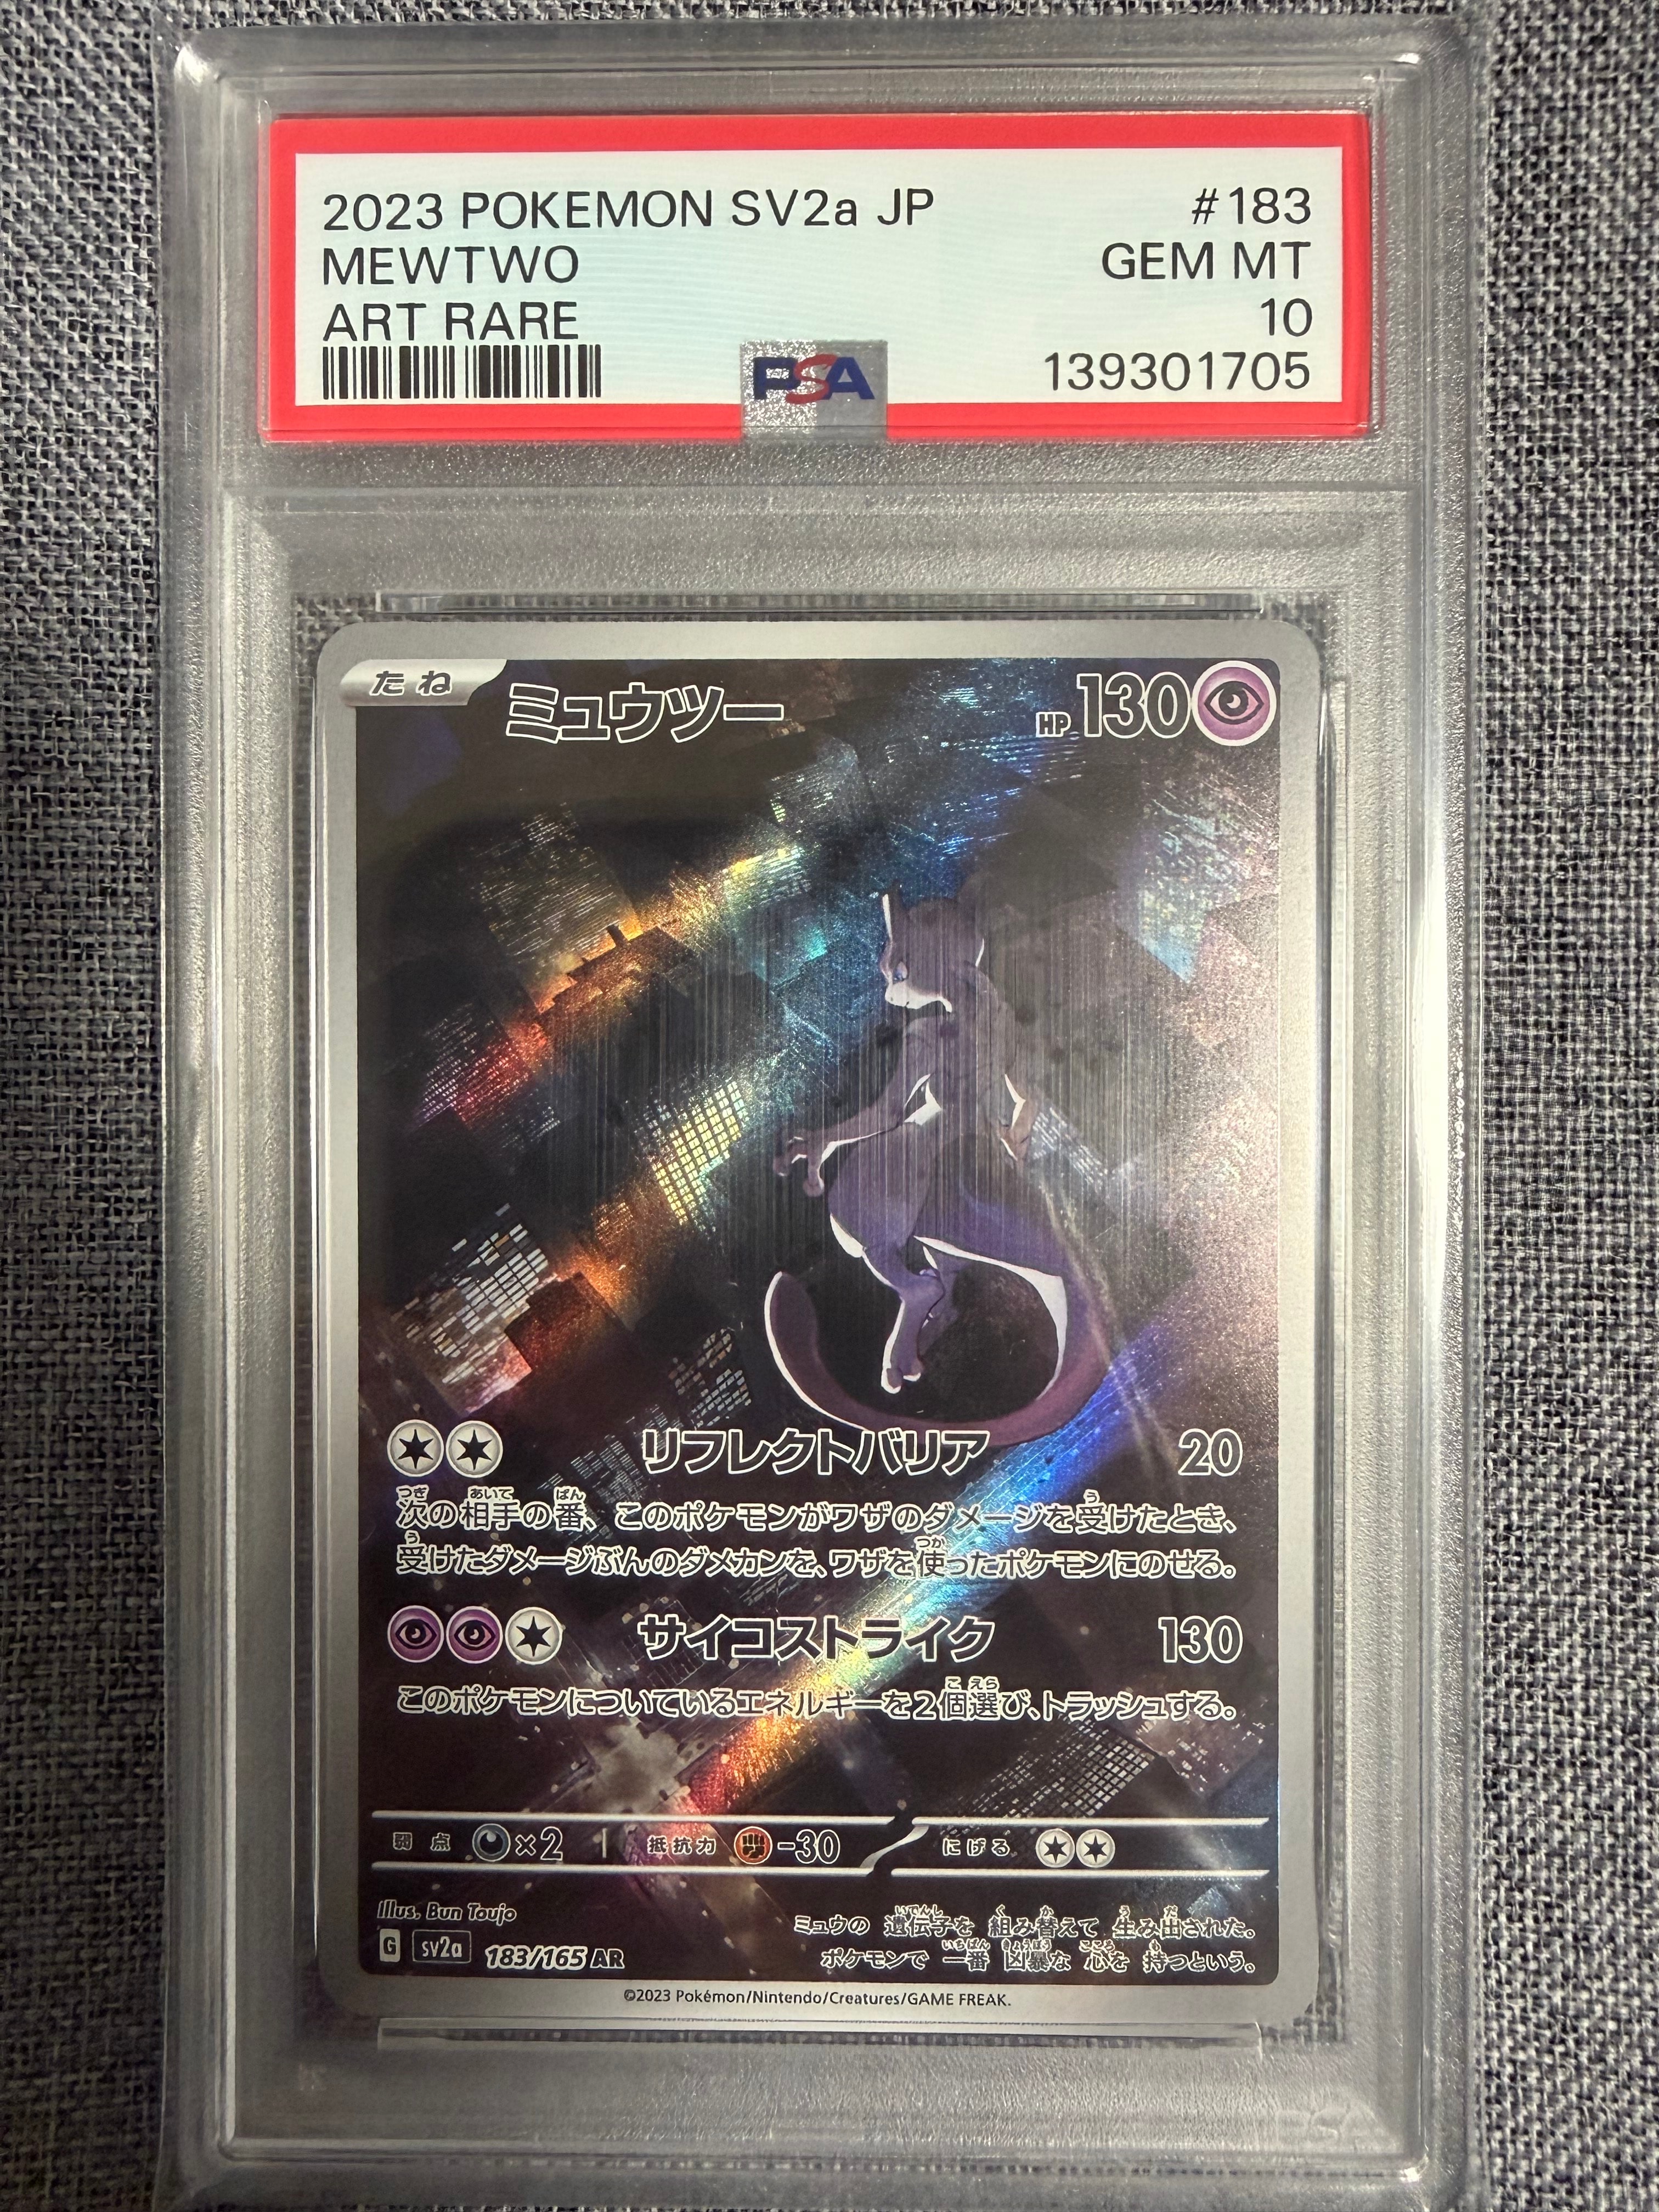 2023 POKEMON SV2a JP #183
MEWTWO GEM MT
ART RARE 10
PSA 139301705
たね ミュウツー HP 130
リフレクトバリア 20
次の相手の番、このポケモンがワザのダメージを受けたとき、
受けたダメージぶんのダメカンを、ワザを使ったポケモンにのせる。
サイコストライク 130
このポケモンについているエネルギーを2個選び、トラッシュする。
弱点 ×2 抵抗力 -30 にげる
Illus. Bun Toujo
ミュウの 遺伝子を 組み替えて 生み出された。
ポケモンで 一番 凶暴な 心を 持つという。
G sv2a 183/165 AR
©2023 Pokémon/Nintendo/Creatures/GAME FREAK.